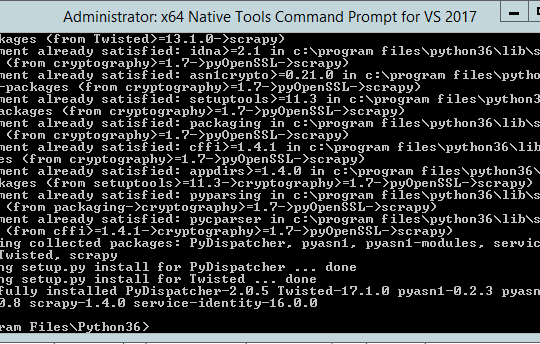 Administrator: x64 Native Tools Command Prompt for VS 2017
kages (from Twisted>=13.1.0->scrapy)
ment already satisfied: idna>=2.1 in c:\program files\python36\lib\s
(from cryptography>=1.7->pyOpenSSL->scrapy)
ment already satisfied: asn1crypto>=0.21.0 in c:\program files\python
-packages (from cryptography>=1.7->pyOpenSSL->scrapy)
ment already satisfied: setuptools>=11.3 in c:\program files\python3
packages (from cryptography>=1.7->pyOpenSSL->scrapy)
ment already satisfied: packaging in c:\program files\python36\lib\s
(from cryptography>=1.7->pyOpenSSL->scrapy)
ment already satisfied: cffi>=1.4.1 in c:\program files\python36\lib
es (from cryptography>=1.7->pyOpenSSL->scrapy)
ment already satisfied: appdirs>=1.4.0 in c:\program files\python36\
kages (from setuptools>=11.3->cryptography>=1.7->pyOpenSSL->scrapy)
ment already satisfied: pyparsing in c:\program files\python36\lib\s
(from packaging->cryptography>=1.7->pyOpenSSL->scrapy)
ment already satisfied: pycparser in c:\program files\python36\lib\s
(from cffi>=1.4.1->cryptography>=1.7->pyOpenSSL->scrapy)
ing collected packages: PyDispatcher, pyasn1, pyasn1-modules, servic
Twisted, scrapy
ng setup.py install for PyDispatcher ... done
ng setup.py install for Twisted ... done
fully installed PyDispatcher-2.0.5 Twisted-17.1.0 pyasn1-0.2.3 pyasn
0.8 scrapy-1.4.0 service-identity-16.0.0
ram Files\Python36>